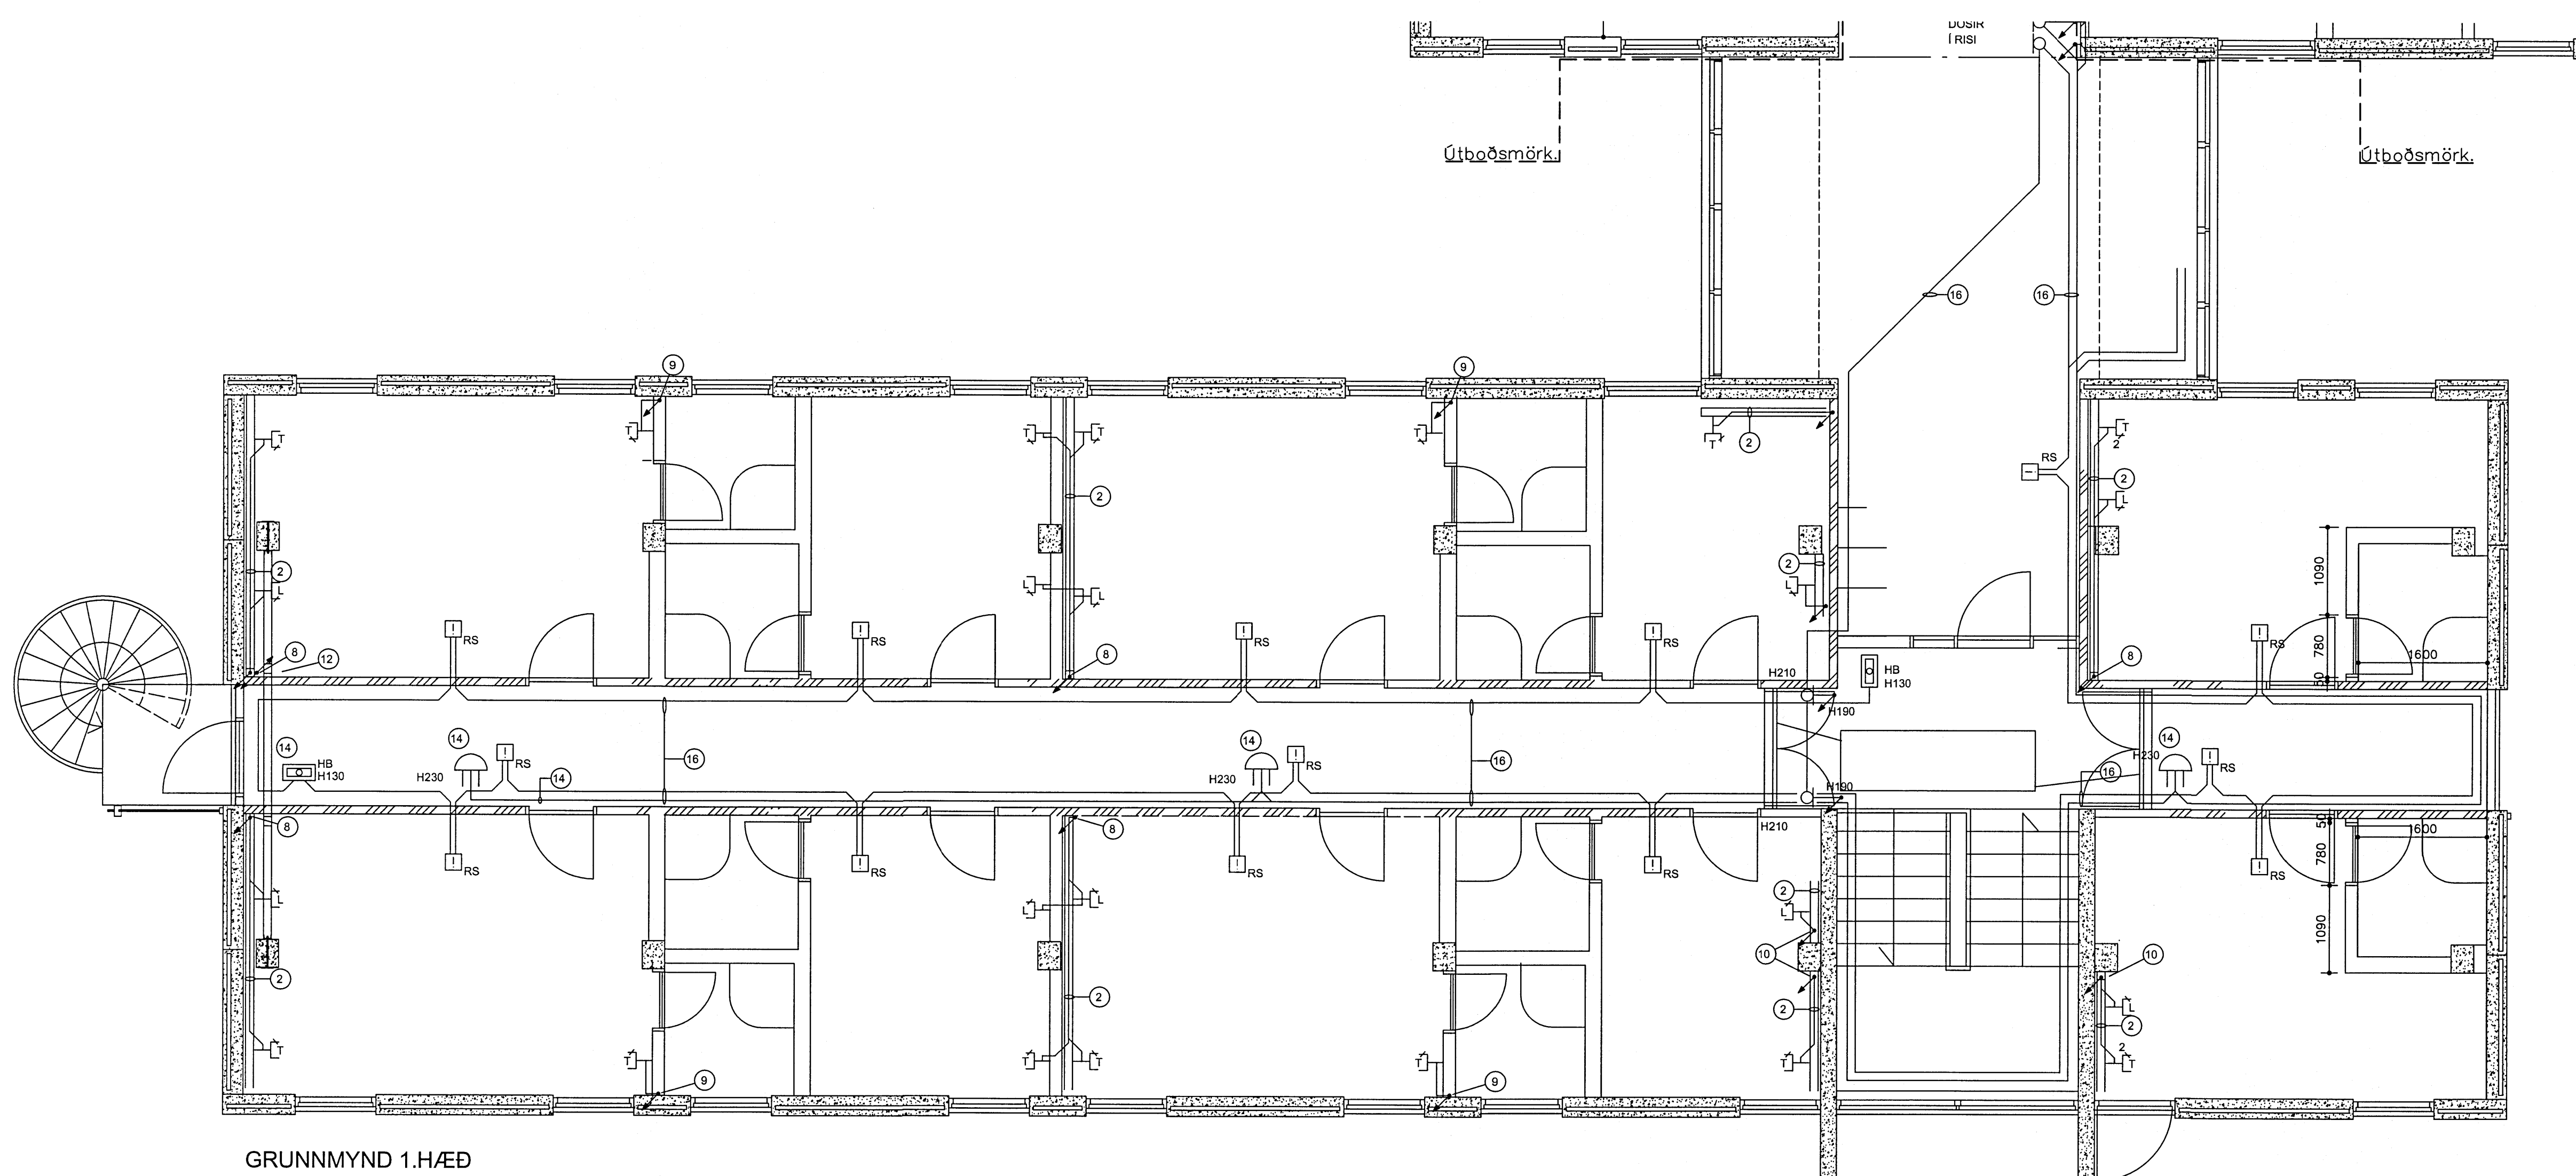 DOSIR
Í RISI
Útboðsmörk.
Útboðsmörk.
16
16
9
9
T
T
T
T
T
T
2
T
2
2
RS
2
L
2
L
L
L
2
L
1090
RS
RS
RS
RS
RS
780
1600
50
8
12
8
8
H210
HB
H130
H190
14
HB
H130
14
H230
RS
14
16
14
H230
RS
16
H190
H210
14
H230
16
RS
8
8
RS
RS
RS
RS
RS
50
780
1600
1090
L
L
L
2
L
10
10
2
2
2
L
2
2
T
T
T
T
T
T
T
9
9
GRUNNMYND 1.HÆÐ